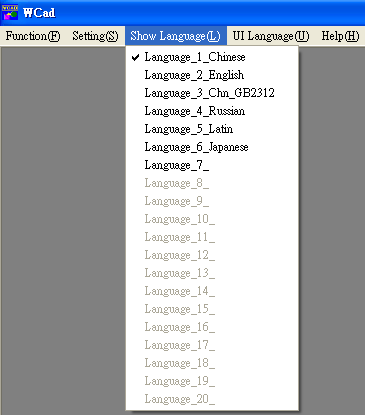 WCad
Function(F) Setting(S) Show Language(L) UI Language(U) Help(H)
Language_1_Chinese
Language_2_English
Language_3_Chn_GB2312
Language_4_Russian
Language_5_Latin
Language_6_Japanese
Language_7_
Language_8_
Language_9_
Language_10_
Language_11_
Language_12_
Language_13_
Language_14_
Language_15_
Language_16_
Language_17_
Language_18_
Language_19_
Language_20_